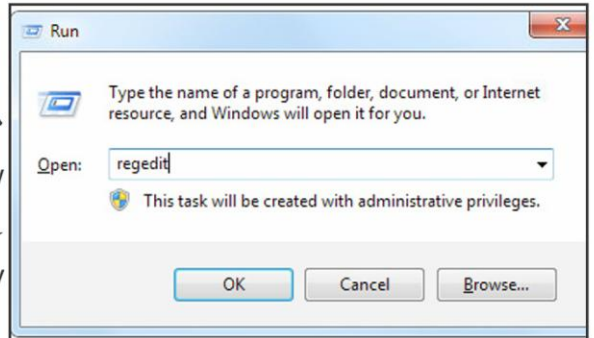 Run
Type the name of a program, folder, document, or Internet
resource, and Windows will open it for you.
Open: regedit
This task will be created with administrative privileges.
OK Cancel Browse...